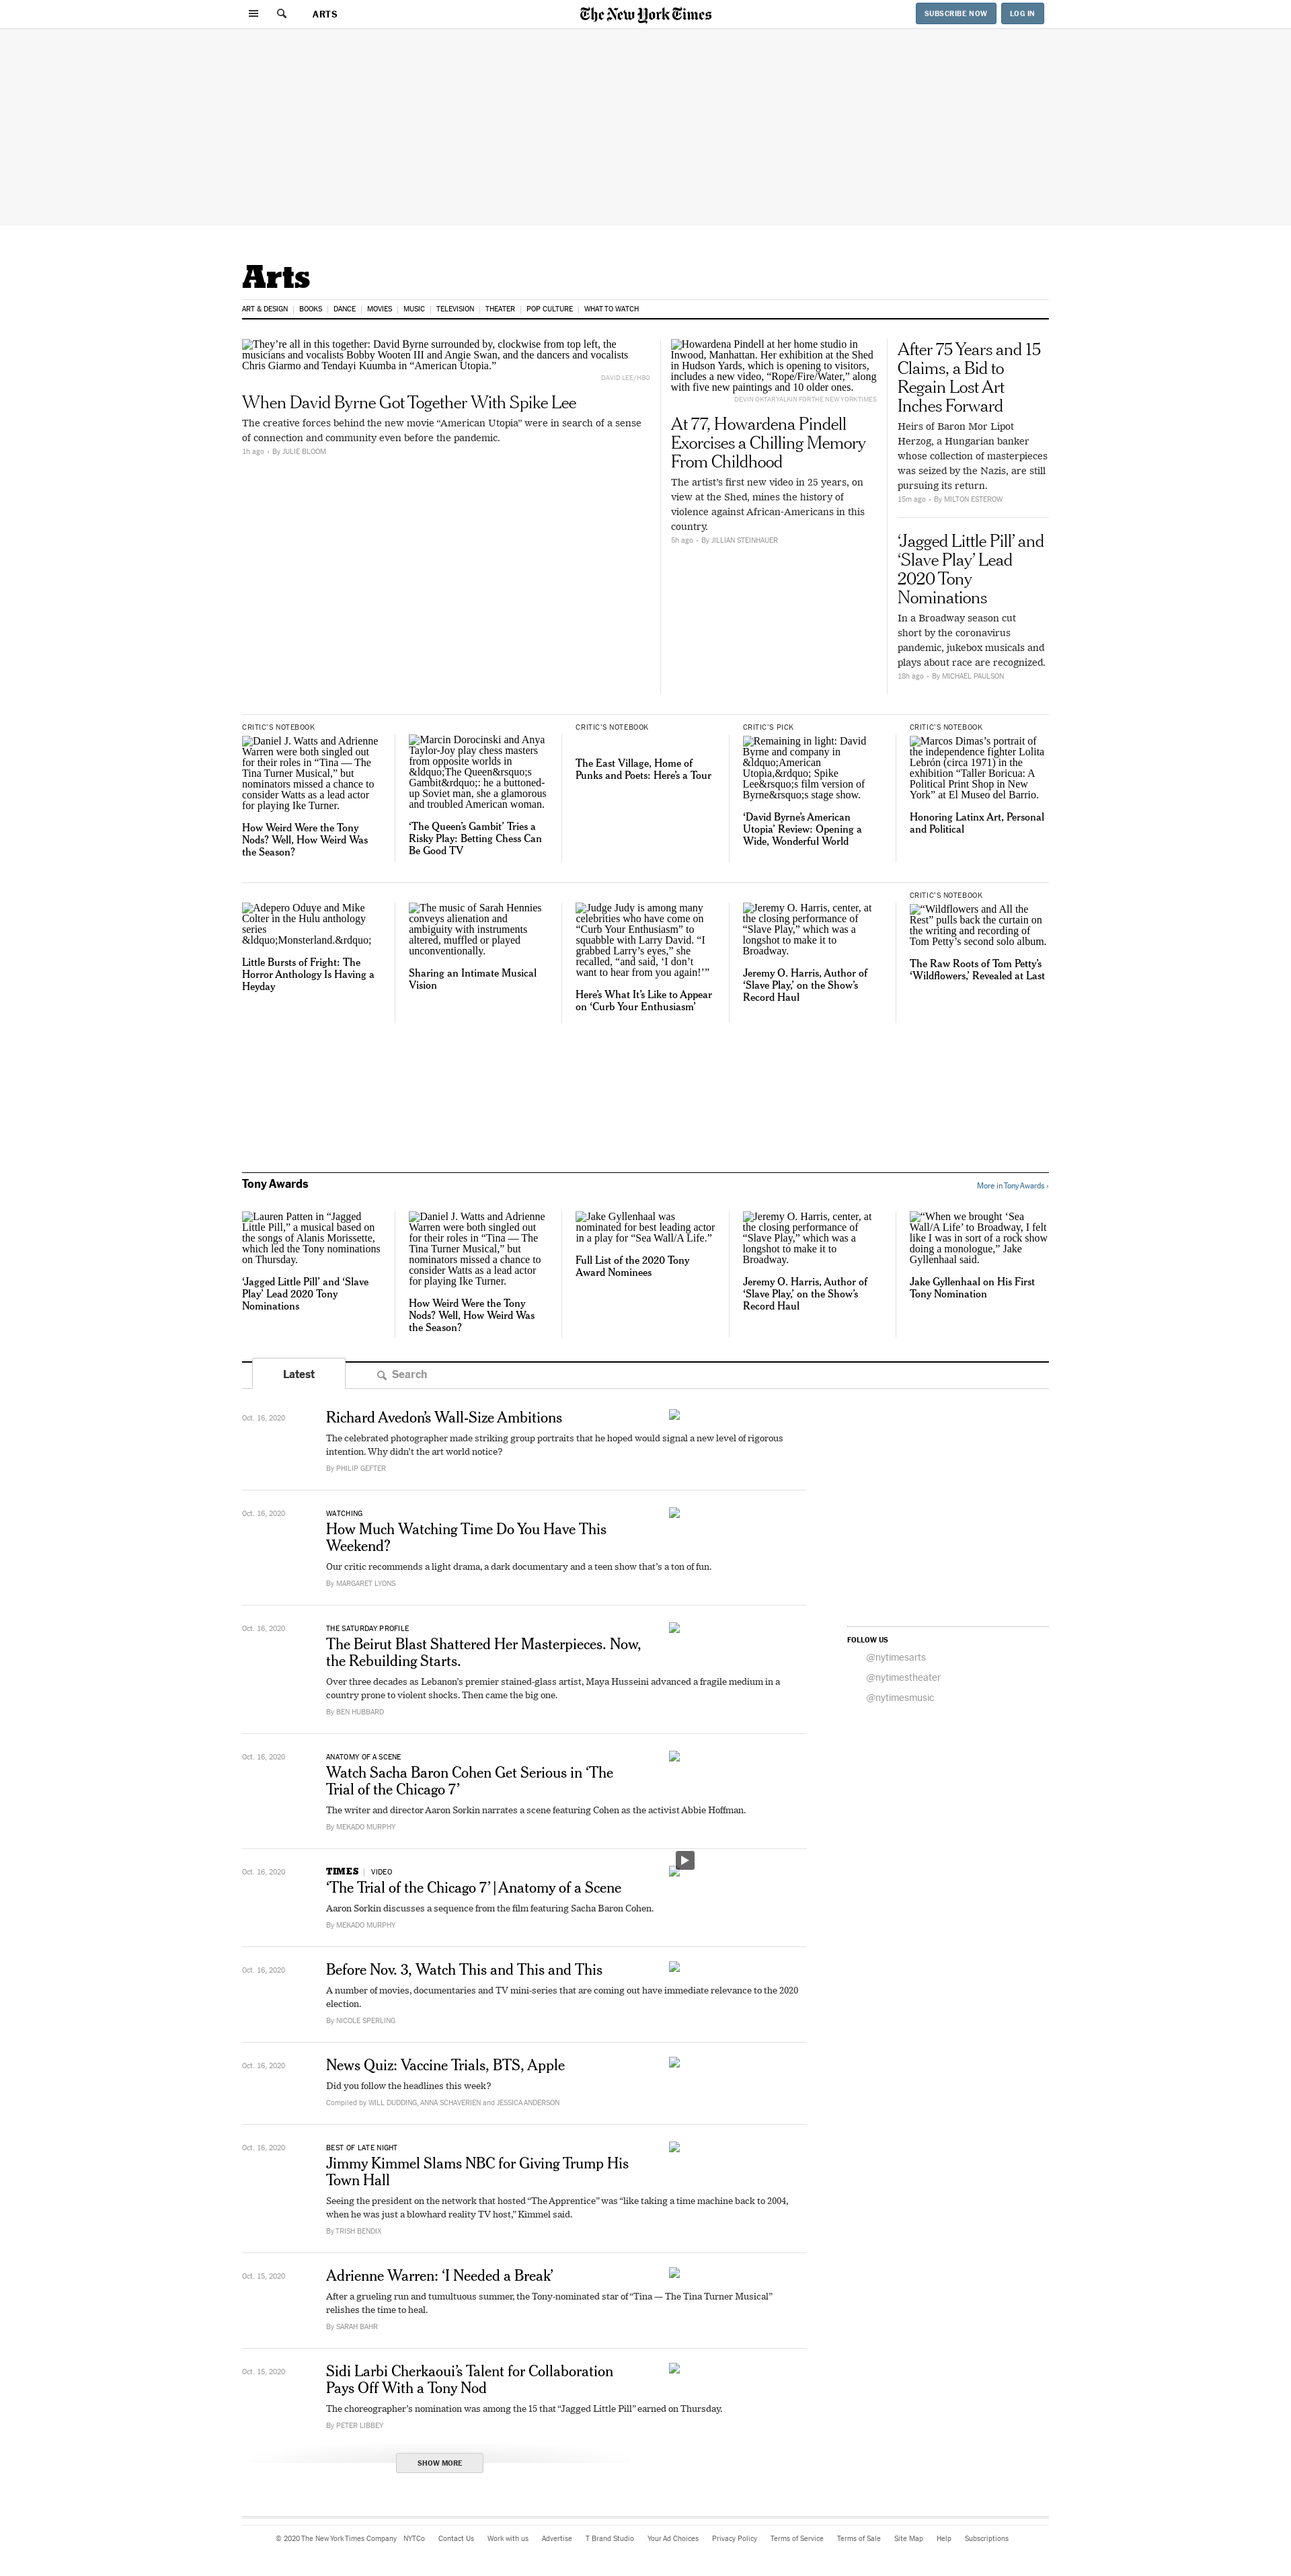 ARTS
The New York Times
SUBSCRIBE NOW
LOG IN
Arts
ART & DESIGN
BOOKS
DANCE
MOVIES
MUSIC
TELEVISION
THEATER
POP CULTURE
WHAT TO WATCH
They’re all in this together: David Byrne surrounded by, clockwise from top left, the
musicians and vocalists Bobby Wooten III and Angie Swan, and the dancers and vocalists
Chris Giarmo and Tendayi Kuumba in “American Utopia.”
DAVID LEE/HBO
When David Byrne Got Together With Spike Lee
The creative forces behind the new movie “American Utopia” were in search of a sense
of connection and community even before the pandemic.
1h ago • By JULIE BLOOM
Howardena Pindell at her home studio in
Inwood, Manhattan. Her exhibition at the Shed
in Hudson Yards, which is opening to visitors,
includes a new video, “Rope/Fire/Water,” along
with five new paintings and 10 older ones.
DEVIN OKTAR YALKIN FOR THE NEW YORK TIMES
At 77, Howardena Pindell
Exorcises a Chilling Memory
From Childhood
The artist’s first new video in 25 years, on
view at the Shed, mines the history of
violence against African-Americans in this
country.
5h ago • By JILLIAN STEINHAUER
After 75 Years and 15
Claims, a Bid to
Regain Lost Art
Inches Forward
Heirs of Baron Mor Lipot
Herzog, a Hungarian banker
whose collection of masterpieces
was seized by the Nazis, are still
pursuing its return.
15m ago • By MILTON ESTEROW
‘Jagged Little Pill’ and
‘Slave Play’ Lead
2020 Tony
Nominations
In a Broadway season cut
short by the coronavirus
pandemic, jukebox musicals and
plays about race are recognized.
18h ago • By MICHAEL PAULSON
CRITIC’S NOTEBOOK
Daniel J. Watts and Adrienne
Warren were both singled out
for their roles in “Tina — The
Tina Turner Musical,” but
nominators missed a chance to
consider Watts as a lead actor
for playing Ike Turner.
How Weird Were the Tony
Nods? Well, How Weird Was
the Season?
Marcin Dorocinski and Anya
Taylor-Joy play chess masters
from opposite worlds in
&ldquo;The Queen&rsquo;s
Gambit&rdquo;: he a buttoned-
up Soviet man, she a glamorous
and troubled American woman.
‘The Queen’s Gambit’ Tries a
Risky Play: Betting Chess Can
Be Good TV
CRITIC’S NOTEBOOK
The East Village, Home of
Punks and Poets: Here’s a Tour
CRITIC’S PICK
Remaining in light: David
Byrne and company in
&ldquo;American
Utopia,&rdquo; Spike
Lee&rsquo;s film version of
Byrne&rsquo;s stage show.
‘David Byrne’s American
Utopia’ Review: Opening a
Wide, Wonderful World
CRITIC’S NOTEBOOK
Marcos Dimas’s portrait of
the independence fighter Lolita
Lebrón (circa 1971) in the
exhibition “Taller Boricua: A
Political Print Shop in New
York” at El Museo del Barrio.
Honoring Latinx Art, Personal
and Political
Adepero Oduye and Mike
Colter in the Hulu anthology
series
&ldquo;Monsterland.&rdquo;
Little Bursts of Fright: The
Horror Anthology Is Having a
Heyday
The music of Sarah Hennies
conveys alienation and
ambiguity with instruments
altered, muffled or played
unconventionally.
Sharing an Intimate Musical
Vision
Judge Judy is among many
celebrities who have come on
“Curb Your Enthusiasm” to
squabble with Larry David. “I
grabbed Larry’s eyes,” she
recalled, “and said, ‘I don’t
want to hear from you again!’”
Here’s What It’s Like to Appear
on ‘Curb Your Enthusiasm’
Jeremy O. Harris, center, at
the closing performance of
“Slave Play,” which was a
longshot to make it to
Broadway.
Jeremy O. Harris, Author of
‘Slave Play,’ on the Show’s
Record Haul
CRITIC’S NOTEBOOK
“Wildflowers and All the
Rest” pulls back the curtain on
the writing and recording of
Tom Petty’s second solo album.
The Raw Roots of Tom Petty’s
‘Wildflowers,’ Revealed at Last
Tony Awards
More in Tony Awards ›
Lauren Patten in “Jagged
Little Pill,” a musical based on
the songs of Alanis Morissette,
which led the Tony nominations
on Thursday.
‘Jagged Little Pill’ and ‘Slave
Play’ Lead 2020 Tony
Nominations
Daniel J. Watts and Adrienne
Warren were both singled out
for their roles in “Tina — The
Tina Turner Musical,” but
nominators missed a chance to
consider Watts as a lead actor
for playing Ike Turner.
How Weird Were the Tony
Nods? Well, How Weird Was
the Season?
Jake Gyllenhaal was
nominated for best leading actor
in a play for “Sea Wall/A Life.”
Full List of the 2020 Tony
Award Nominees
Jeremy O. Harris, center, at
the closing performance of
“Slave Play,” which was a
longshot to make it to
Broadway.
Jeremy O. Harris, Author of
‘Slave Play,’ on the Show’s
Record Haul
“When we brought ‘Sea
Wall/A Life’ to Broadway, I felt
like I was in sort of a rock show
doing a monologue,” Jake
Gyllenhaal said.
Jake Gyllenhaal on His First
Tony Nomination
Latest
Search
Oct. 16, 2020
Richard Avedon’s Wall-Size Ambitions
The celebrated photographer made striking group portraits that he hoped would signal a new level of rigorous
intention. Why didn’t the art world notice?
By PHILIP GEFTER
Oct. 16, 2020
WATCHING
How Much Watching Time Do You Have This
Weekend?
Our critic recommends a light drama, a dark documentary and a teen show that’s a ton of fun.
By MARGARET LYONS
Oct. 16, 2020
THE SATURDAY PROFILE
The Beirut Blast Shattered Her Masterpieces. Now,
the Rebuilding Starts.
Over three decades as Lebanon’s premier stained-glass artist, Maya Husseini advanced a fragile medium in a
country prone to violent shocks. Then came the big one.
By BEN HUBBARD
FOLLOW US
@nytimesarts
@nytimestheater
@nytimesmusic
Oct. 16, 2020
ANATOMY OF A SCENE
Watch Sacha Baron Cohen Get Serious in ‘The
Trial of the Chicago 7’
The writer and director Aaron Sorkin narrates a scene featuring Cohen as the activist Abbie Hoffman.
By MEKADO MURPHY
Oct. 16, 2020
TIMES | VIDEO
‘The Trial of the Chicago 7’ | Anatomy of a Scene
Aaron Sorkin discusses a sequence from the film featuring Sacha Baron Cohen.
By MEKADO MURPHY
Oct. 16, 2020
Before Nov. 3, Watch This and This and This
A number of movies, documentaries and TV mini-series that are coming out have immediate relevance to the 2020
election.
By NICOLE SPERLING
Oct. 16, 2020
News Quiz: Vaccine Trials, BTS, Apple
Did you follow the headlines this week?
Compiled by WILL DUDDING, ANNA SCHAVERIEN and JESSICA ANDERSON
Oct. 16, 2020
BEST OF LATE NIGHT
Jimmy Kimmel Slams NBC for Giving Trump His
Town Hall
Seeing the president on the network that hosted “The Apprentice” was “like taking a time machine back to 2004,
when he was just a blowhard reality TV host,” Kimmel said.
By TRISH BENDIX
Oct. 15, 2020
Adrienne Warren: ‘I Needed a Break’
After a grueling run and tumultuous summer, the Tony-nominated star of “Tina — The Tina Turner Musical”
relishes the time to heal.
By SARAH BAHR
Oct. 15, 2020
Sidi Larbi Cherkaoui’s Talent for Collaboration
Pays Off With a Tony Nod
The choreographer’s nomination was among the 15 that “Jagged Little Pill” earned on Thursday.
By PETER LIBBEY
SHOW MORE
© 2020 The New York Times Company
NYTCo
Contact Us
Work with us
Advertise
T Brand Studio
Your Ad Choices
Privacy Policy
Terms of Service
Terms of Sale
Site Map
Help
Subscriptions